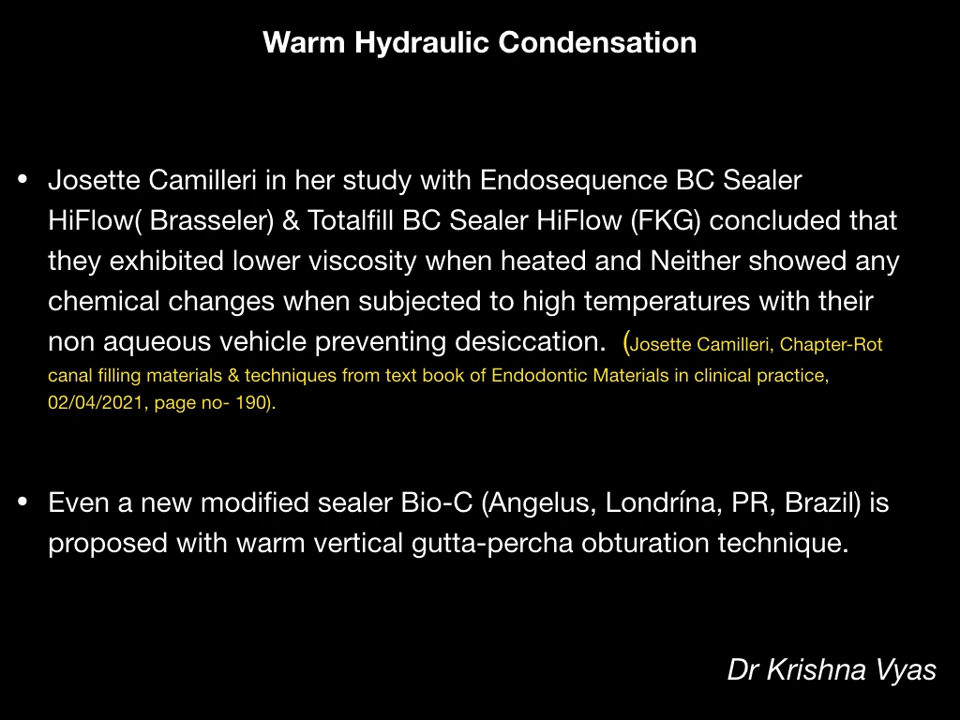 Warm Hydraulic Condensation
• Josette Camilleri in her study with Endosequence BC Sealer
HiFlow( Brasseler) & Totalfill BC Sealer HiFlow (FKG) concluded that
they exhibited lower viscosity when heated and Neither showed any
chemical changes when subjected to high temperatures with their
non aqueous vehicle preventing desiccation. (Josette Camilleri, Chapter-Rot
canal filling materials & techniques from text book of Endodontic Materials in clinical practice,
02/04/2021, page no- 190).
• Even a new modified sealer Bio-C (Angelus, Londrína, PR, Brazil) is
proposed with warm vertical gutta-percha obturation technique.
Dr Krishna Vyas